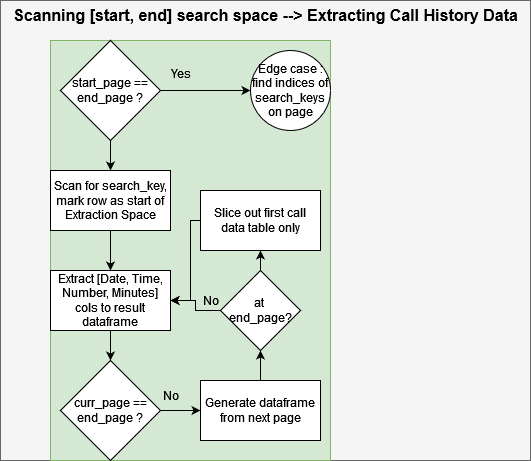 Scanning [start, end] search space --> Extracting Call History Data
start_page ==
end_page ?
Yes
Edge case :
find indices of
search_keys
on page
Scan for search_key,
mark row as start of
Extraction Space
Slice out first call
data table only
Extract [Date, Time,
Number, Minutes]
cols to result
dataframe
No
at
end_page?
curr_page ==
end_page ?
No
Generate dataframe
from next page